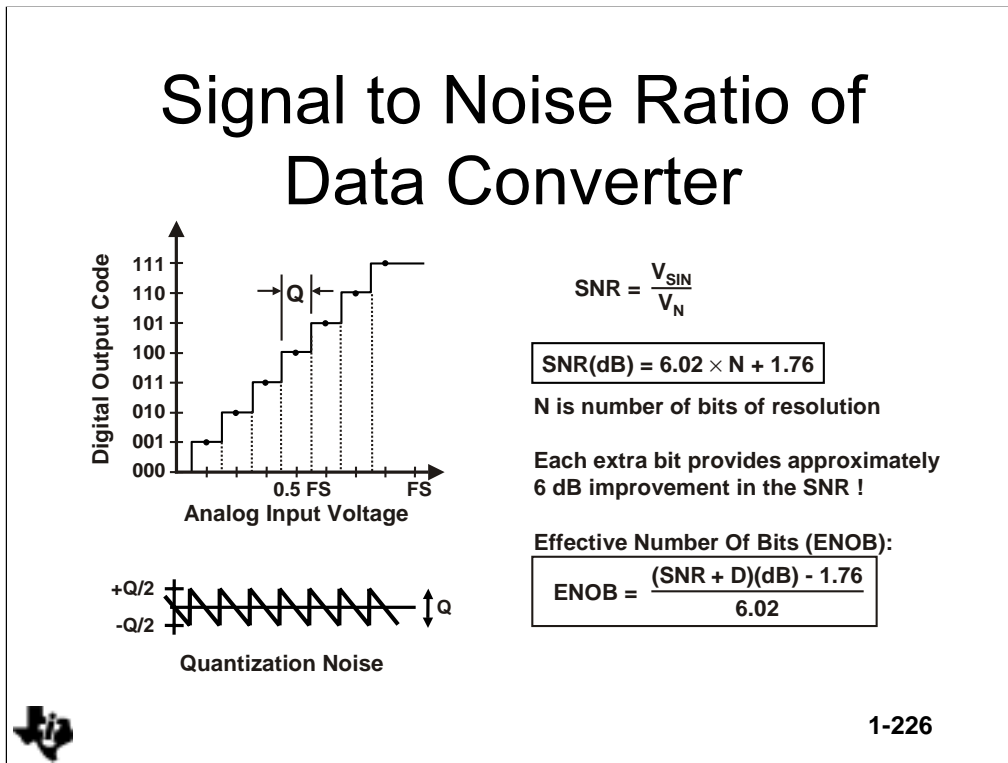 Signal to Noise Ratio of
Data Converter
Digital Output Code
111
110
101
100
011
010
001
000
Q
0.5 FS
FS
Analog Input Voltage
+Q/2
-Q/2
Q
Quantization Noise
SNR = V_SIN / V_N
SNR(dB) = 6.02 × N + 1.76
N is number of bits of resolution
Each extra bit provides approximately
6 dB improvement in the SNR !
Effective Number Of Bits (ENOB):
ENOB = (SNR + D)(dB) - 1.76 / 6.02
1-226